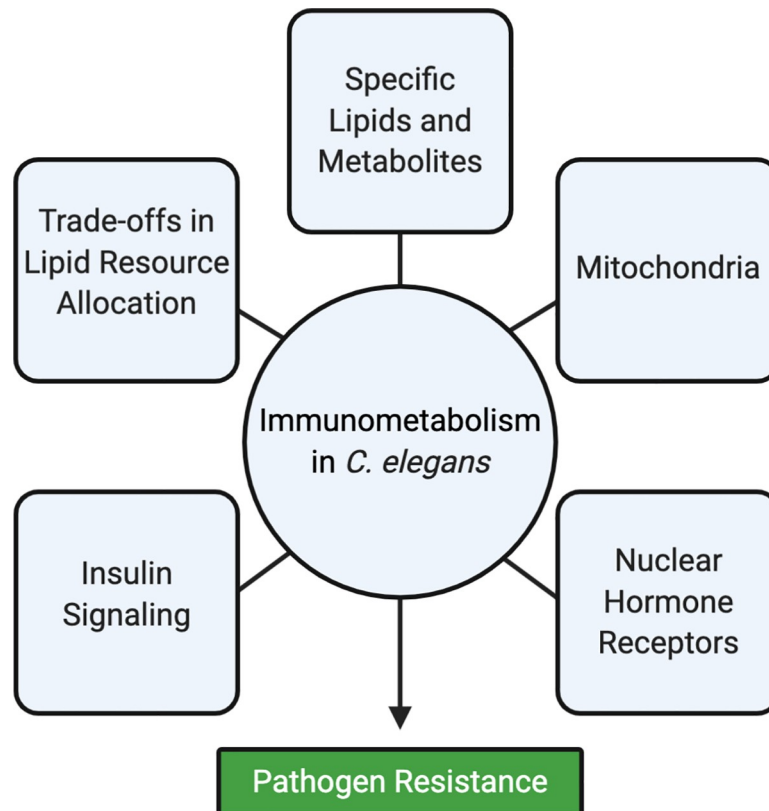 Specific
Lipids and
Metabolites
Trade-offs in
Lipid Resource
Allocation
Mitochondria
Immunometabolism
in C. elegans
Insulin
Signaling
Nuclear
Hormone
Receptors
Pathogen Resistance